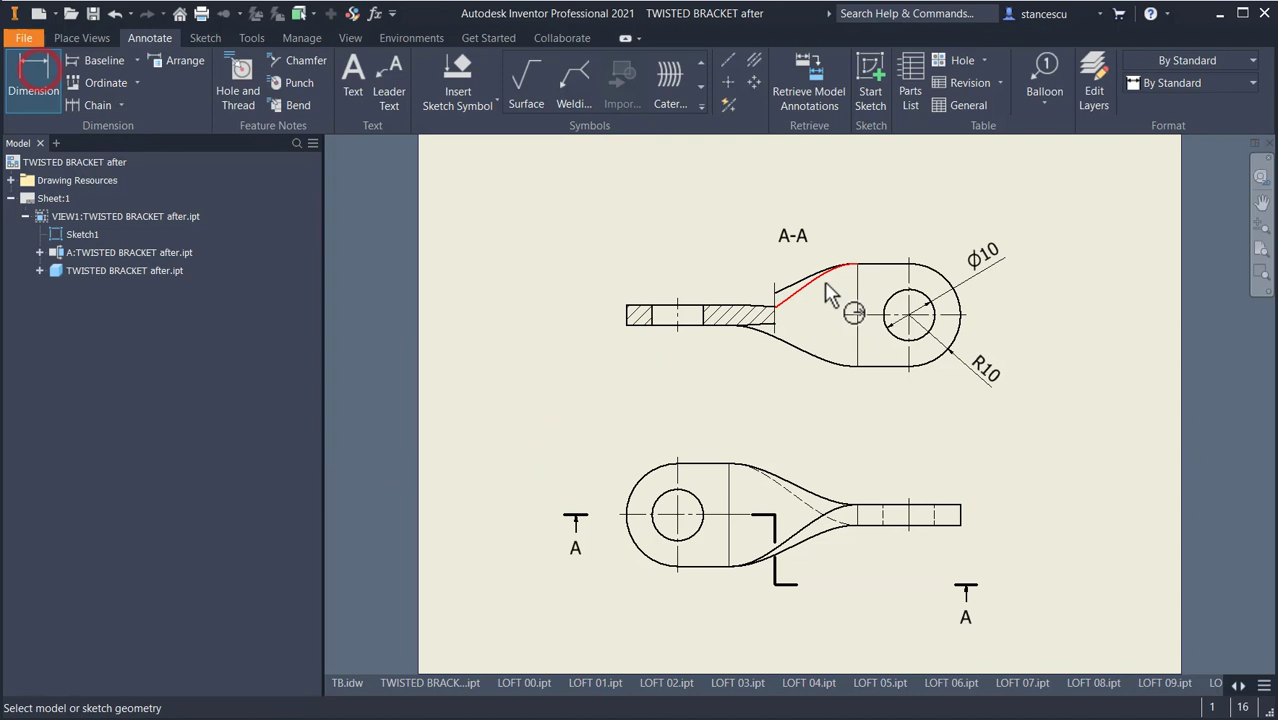 Autodesk Inventor Professional 2021 TWISTED BRACKET after
Search Help & Commands...
stancescu
File Place Views Annotate Sketch Tools Manage View Environments Get Started Collaborate
Dimension
Baseline
Ordinate
Chain
Arrange
Dimension
Hole and
Thread
Chamfer
Punch
Bend
Feature Notes
Text
Leader
Text
Text
Insert
Sketch Symbol
Surface
Weldi...
Impor...
Cater...
Symbols
Retrieve Model
Annotations
Retrieve
Start
Sketch
Sketch
Parts
List
Hole
Revision
General
Table
Balloon
Edit
Layers
By Standard
By Standard
Format
Model
TWISTED BRACKET after
Drawing Resources
Sheet:1
VIEW1:TWISTED BRACKET after.ipt
Sketch1
A:TWISTED BRACKET after.ipt
TWISTED BRACKET after.ipt
A-A
Ø10
R10
A
A
TB.idw TWISTED BRACK...ipt LOFT 00.ipt LOFT 01.ipt LOFT 02.ipt LOFT 03.ipt LOFT 04.ipt LOFT 05.ipt LOFT 06.ipt LOFT 07.ipt LOFT 08.ipt LOFT 09.ipt LO
Select model or sketch geometry
1 16